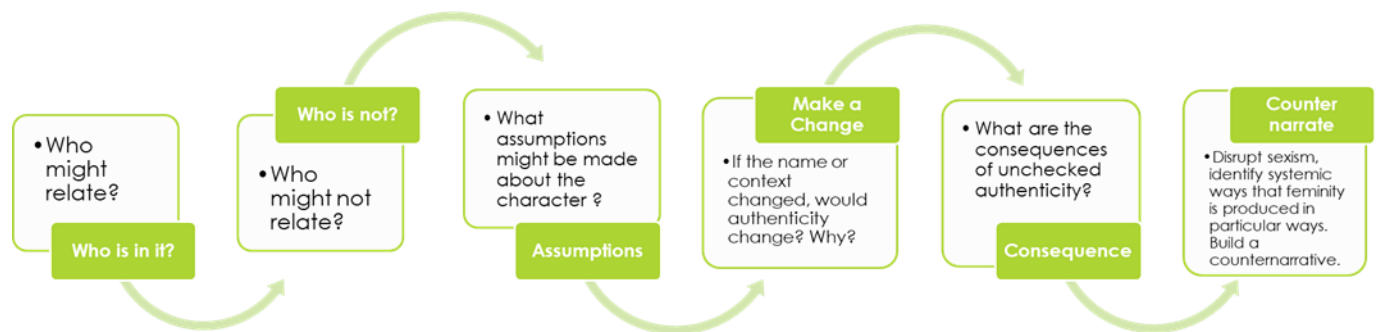 •Who
might
relate?
Who is in it?
Who is not?
•Who
might not
relate?
•What
assumptions
might be made
about the
character ?
Assumptions
Make a
Change
•If the name or
context
changed, would
authenticity
change? Why?
•What are the
consequences
of unchecked
authenticity?
Consequence
Counter
narrate
•Disrupt sexism,
identify systemic
ways that feminity
is produced in
particular ways.
Build a
counternarrative.